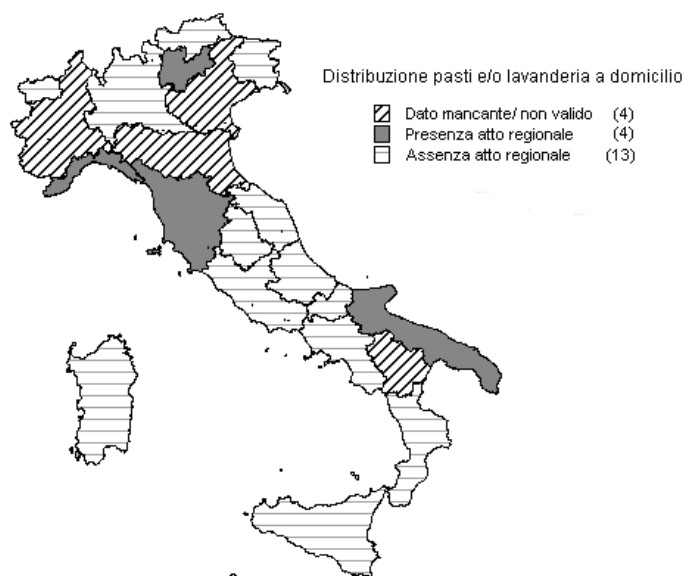 Distribuzione pasti e/o lavanderia a domicilio
Dato mancante/ non valido (4)
Presenza atto regionale (4)
Assenza atto regionale (13)